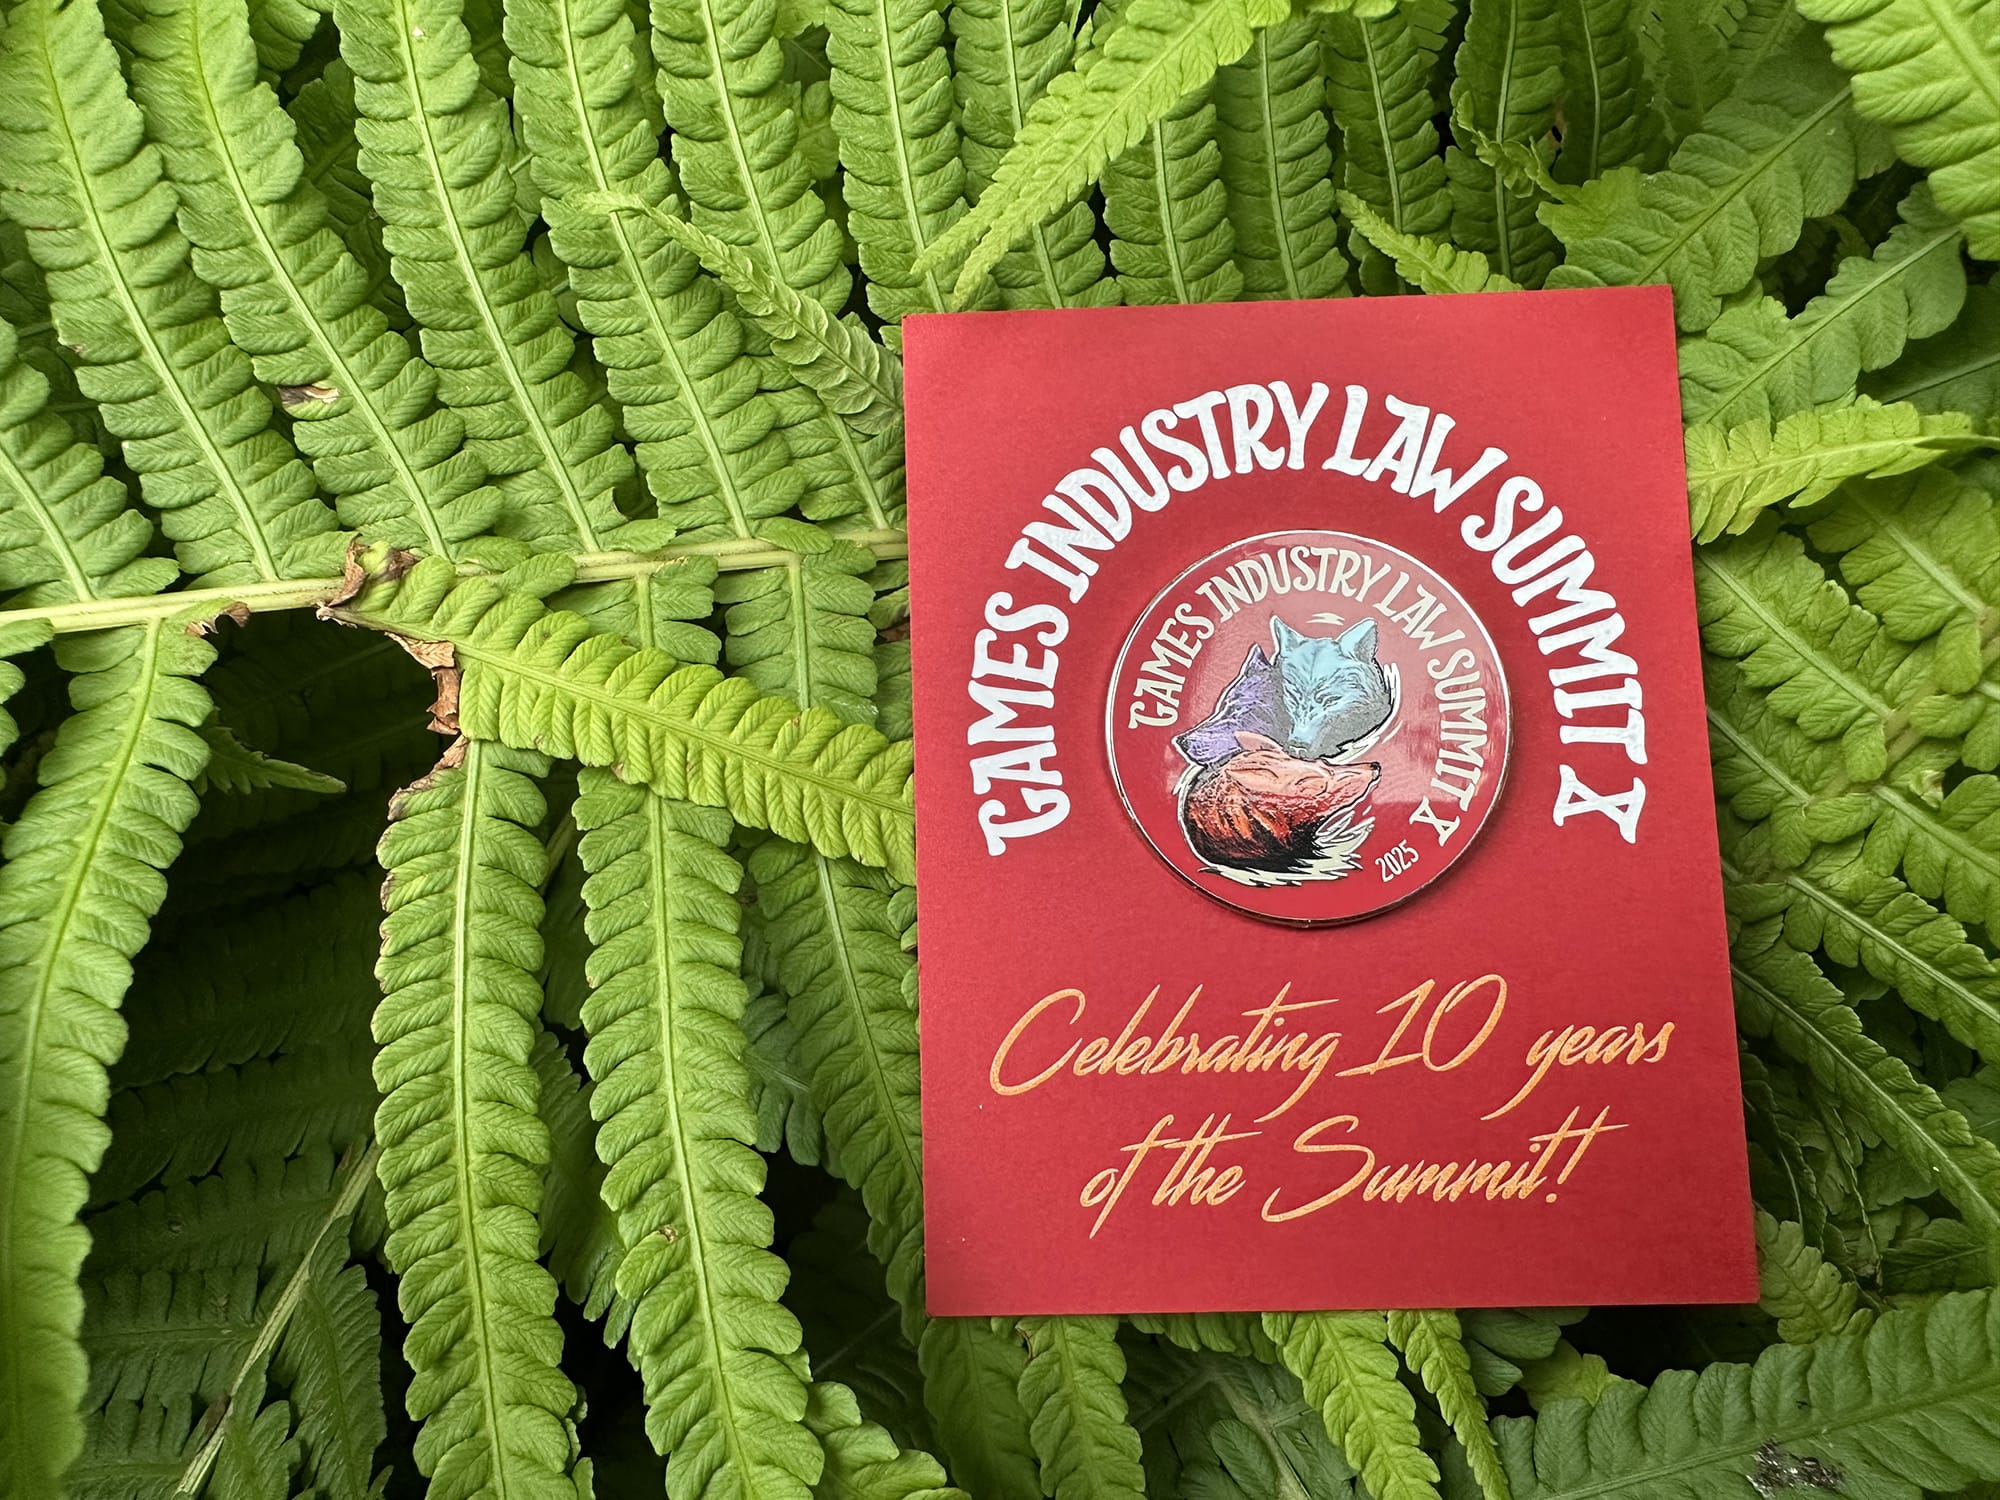 GAMES INDUSTRY LAW SUMMIT X
GAMES INDUSTRY LAW SUMMIT X
2025
Celebrating 10 years
of the Summit!